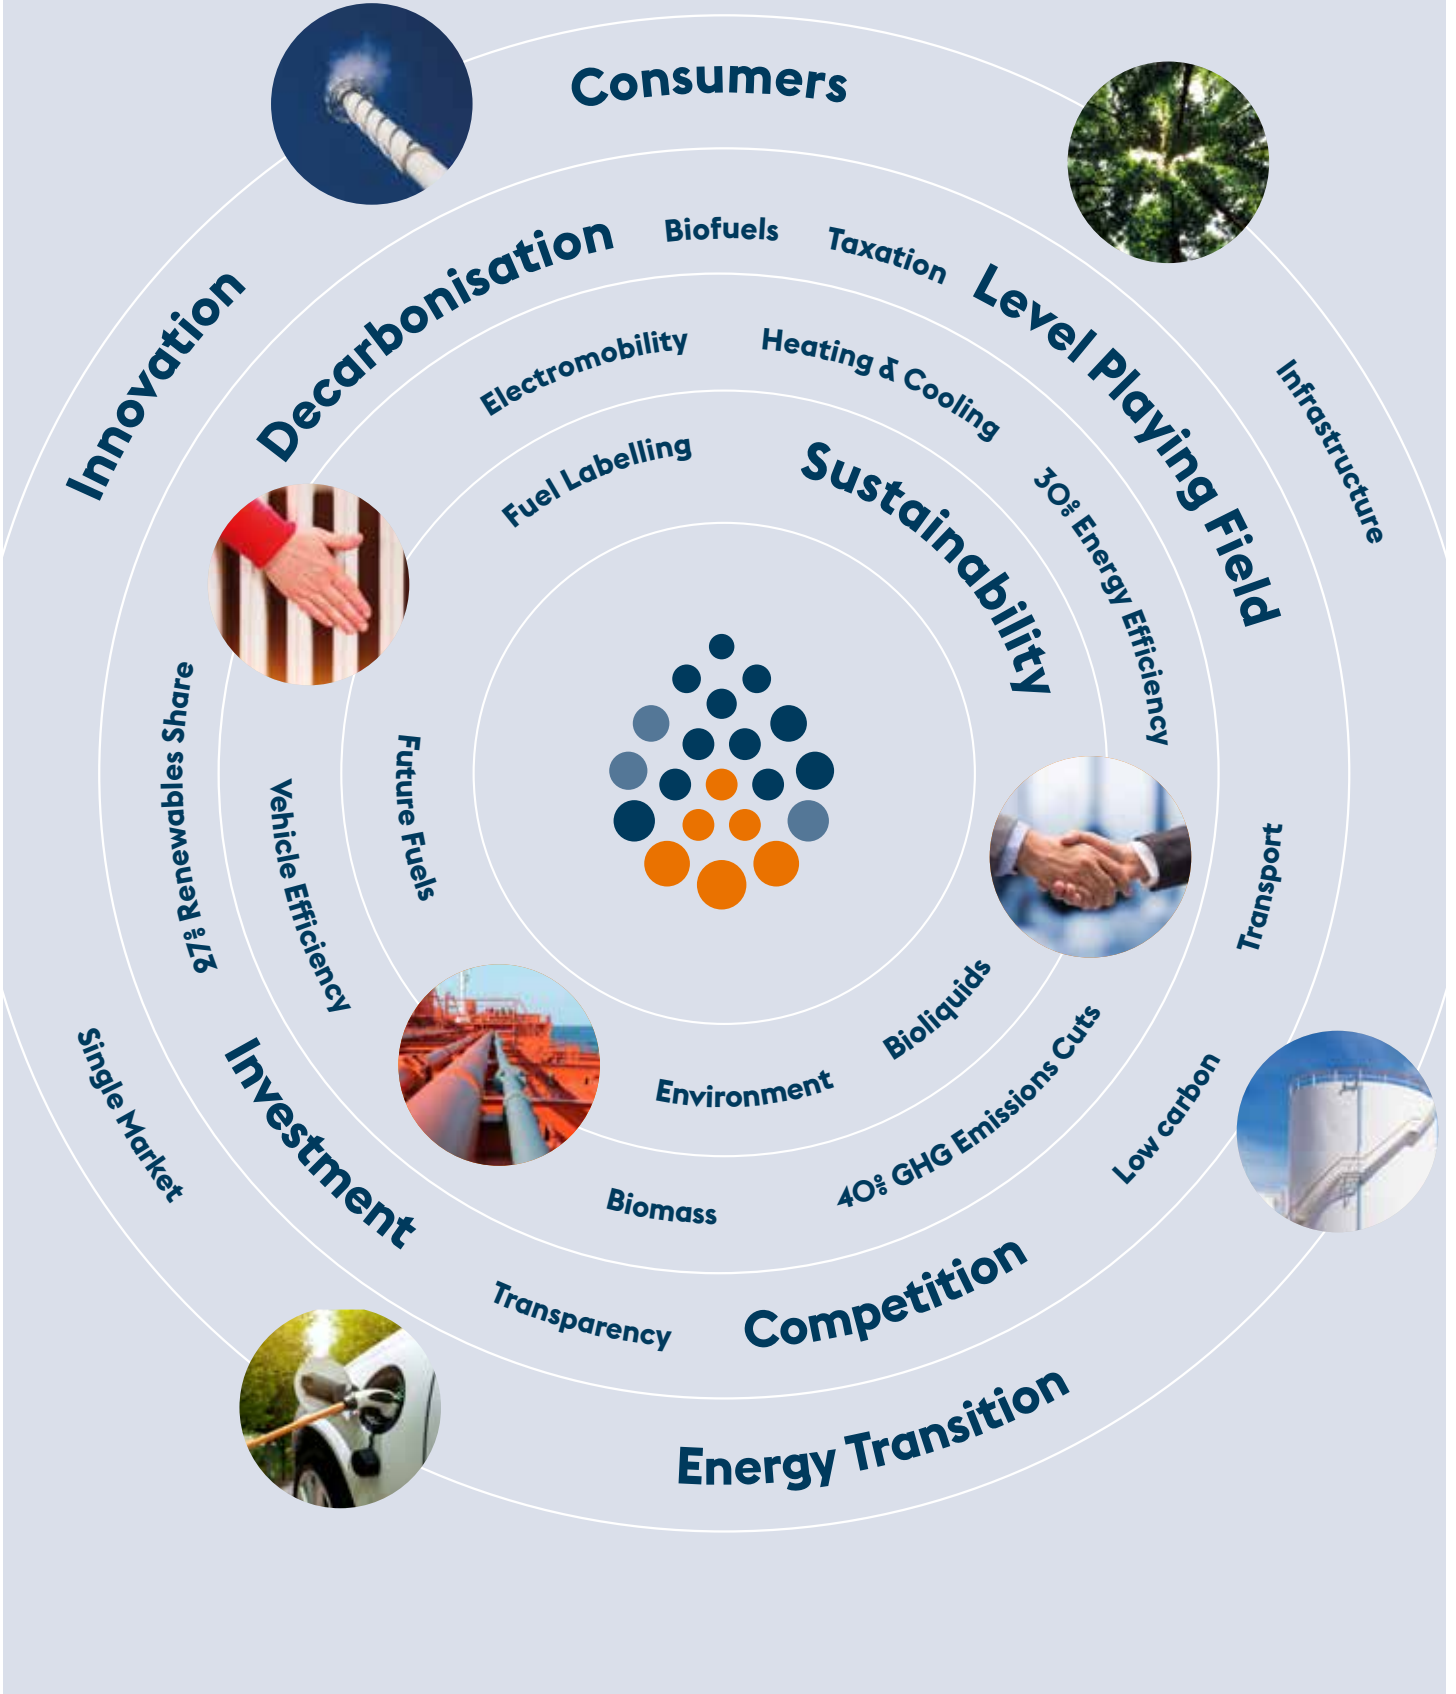 Consumers
Innovation
Decarbonisation
Biofuels
Taxation
Level Playing Field
Infrastructure
Electromobility
Heating & Cooling
30% Energy Efficiency
Fuel Labelling
Sustainability
27% Renewables Share
Vehicle Efficiency
Future Fuels
Transport
Bioliquids
Environment
40% GHG Emissions Cuts
Low carbon
Single Market
Investment
Biomass
Transparency
Competition
Energy Transition